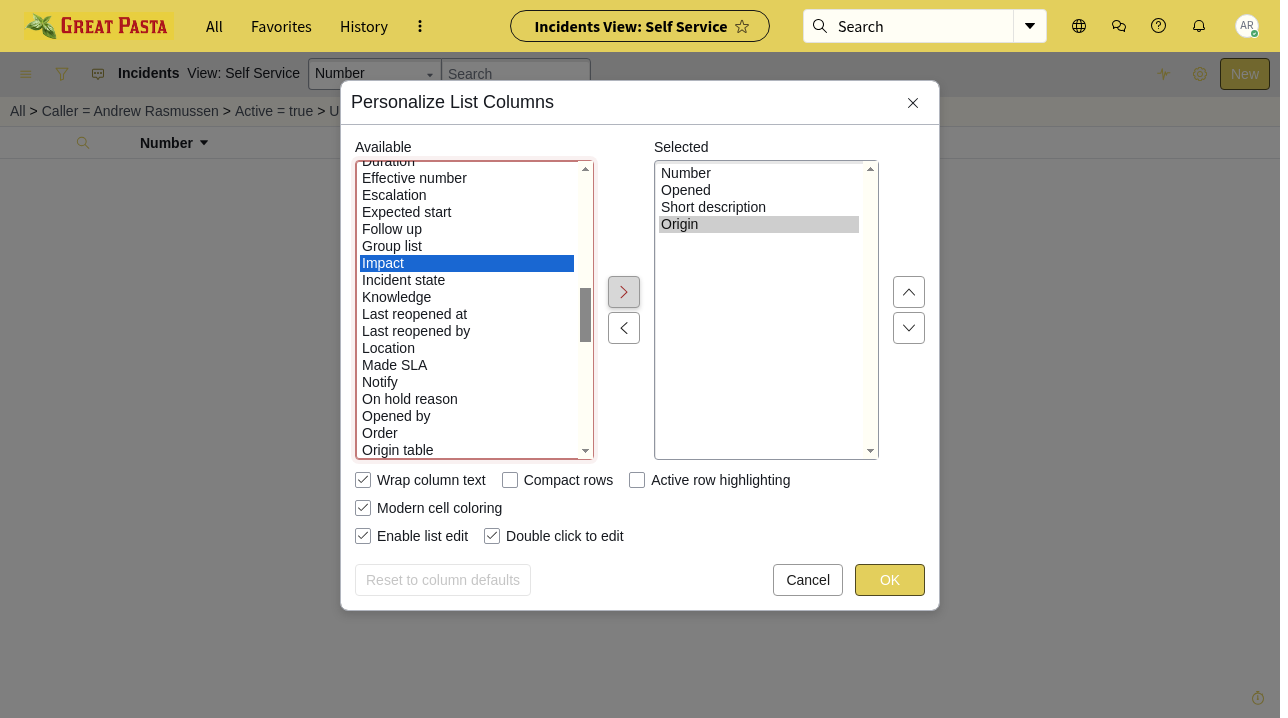 GREAT PASTA
All
Favorites
History
Incidents View: Self Service
Search
AR
Incidents View: Self Service
Number
Search
New
All > Caller = Andrew Rasmussen > Active = true > U
Number
Personalize List Columns
Available
Selected
Duration
Effective number
Escalation
Expected start
Follow up
Group list
Impact
Incident state
Knowledge
Last reopened at
Last reopened by
Location
Made SLA
Notify
On hold reason
Opened by
Order
Origin table
Number
Opened
Short description
Origin
Wrap column text
Compact rows
Active row highlighting
Modern cell coloring
Enable list edit
Double click to edit
Reset to column defaults
Cancel
OK